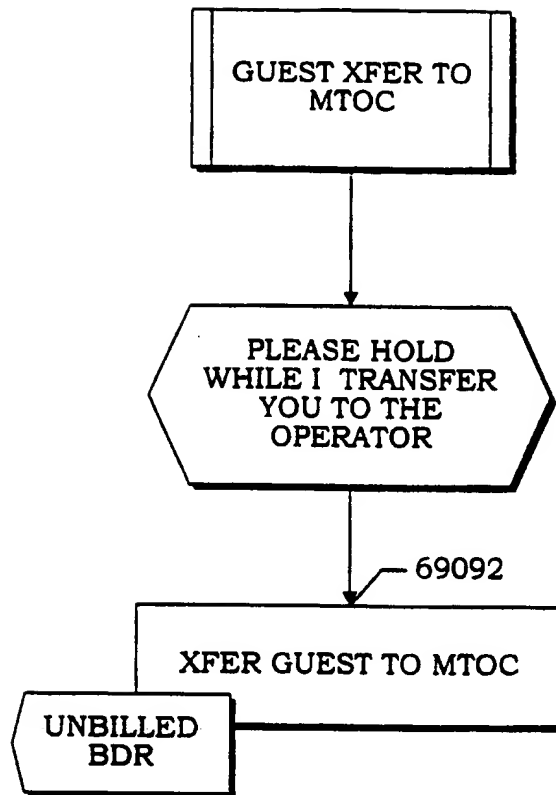 GUEST XFER TO
MTOC
PLEASE HOLD
WHILE I TRANSFER
YOU TO THE
OPERATOR
69092
XFER GUEST TO MTOC
UNBILLED
BDR